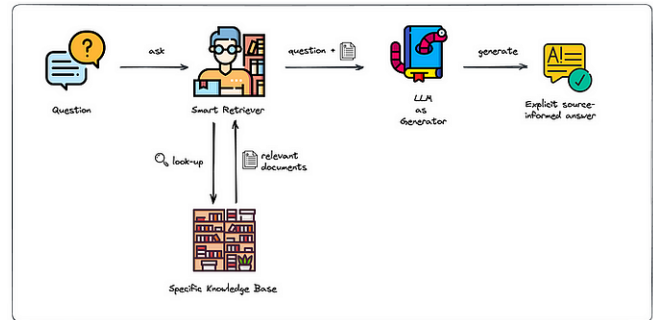 ask
question +
generate
A!
?
Question
Smart Retriever
LLM
as
Generator
Explicit source-
informed answer
look-up
relevant
documents
Specific Knowledge Base